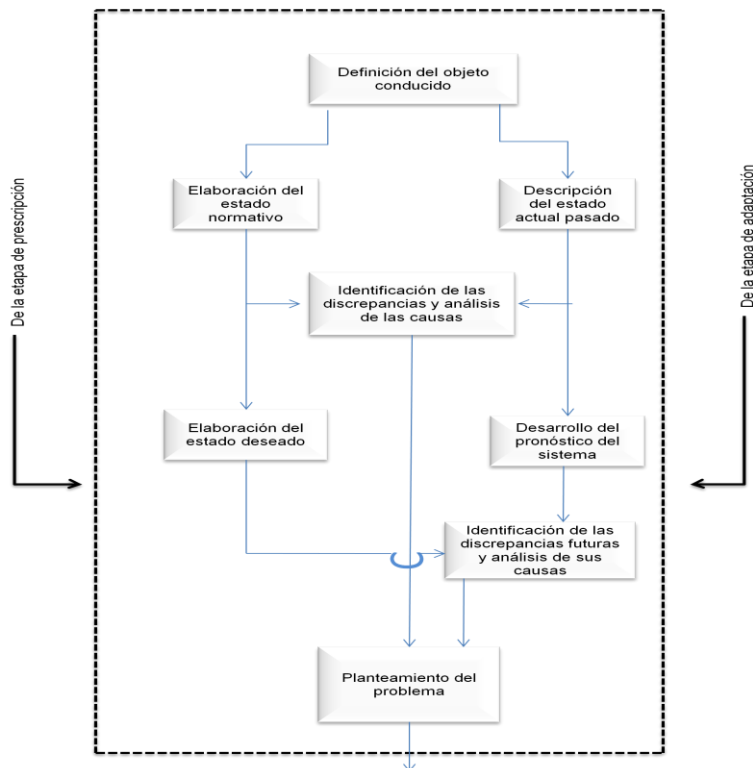 Definición del objeto
conducido
Elaboración del
estado
normativo
Descripción
del estado
actual pasado
De la etapa de prescripción
De la etapa de adaptación
Identificación de las
discrepancias y análisis
de las causas
Elaboración del
estado deseado
Desarrollo del
pronóstico del
sistema
Identificación de las
discrepancias futuras
y análisis de sus
causas
Planteamiento del
problema